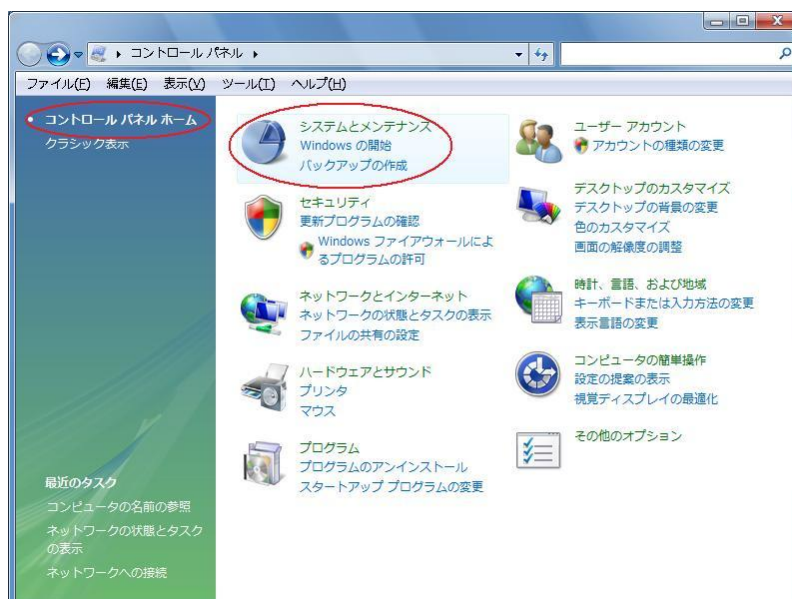 コントロール パネル
ファイル(F) 編集(E) 表示(V) ツール(T) ヘルプ(H)
コントロール パネル ホーム
クラシック表示
システムとメンテナンス
Windows の開始
バックアップの作成
セキュリティ
更新プログラムの確認
Windows ファイアウォールによ
るプログラムの許可
ネットワークとインターネット
ネットワークの状態とタスクの表示
ファイルの共有の設定
ハードウェアとサウンド
プリンタ
マウス
プログラム
プログラムのアンインストール
スタートアップ プログラムの変更
ユーザー アカウント
アカウントの種類の変更
デスクトップのカスタマイズ
デスクトップの背景の変更
色のカスタマイズ
画面の解像度の調整
時計、言語、および地域
キーボードまたは入力方法の変更
表示言語の変更
コンピュータの簡単操作
設定の提案の表示
視覚ディスプレイの最適化
その他のオプション
最近のタスク
コンピュータの名前の参照
ネットワークの状態とタスク
の表示
ネットワークへの接続